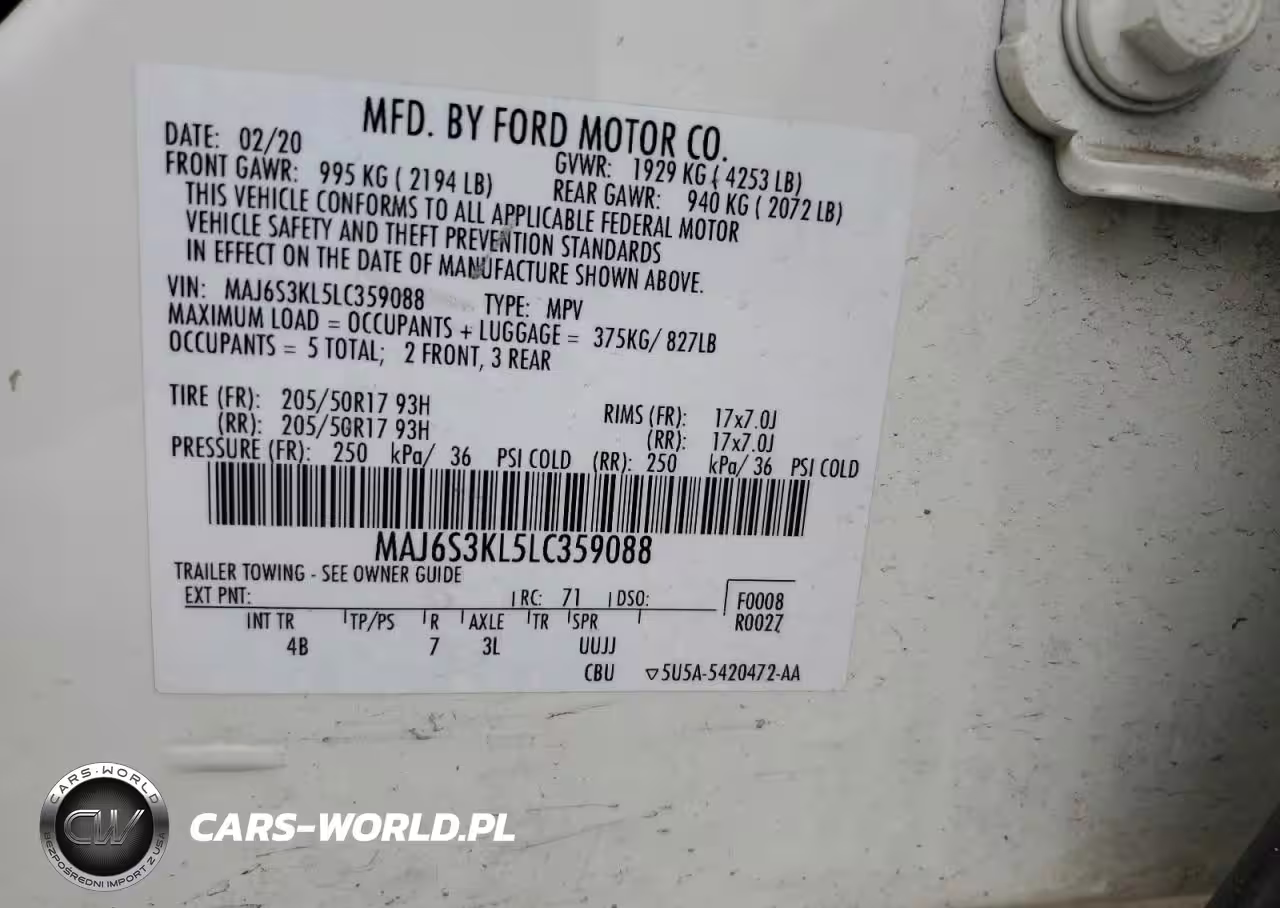 MFD. BY FORD MOTOR CO.
DATE: 02/20 GVWR: 1929 KG ( 4253 LB)
FRONT GAWR: 995 KG ( 2194 LB) REAR GAWR: 940 KG ( 2072 LB)
THIS VEHICLE CONFORMS TO ALL APPLICABLE FEDERAL MOTOR
VEHICLE SAFETY AND THEFT PREVENTION STANDARDS
IN EFFECT ON THE DATE OF MANUFACTURE SHOWN ABOVE.
VIN: MAJ6S3KL5LC359088 TYPE: MPV
MAXIMUM LOAD = OCCUPANTS + LUGGAGE = 375KG/ 827LB
OCCUPANTS = 5 TOTAL; 2 FRONT, 3 REAR
TIRE (FR): 205/50R17 93H RIMS (FR): 17x7.0J
(RR): 205/50R17 93H (RR): 17x7.0J
PRESSURE (FR): 250 kPa/ 36 PSI COLD (RR): 250 kPa/ 36 PSI COLD
MAJ6S3KL5LC359088
TRAILER TOWING - SEE OWNER GUIDE
EXT PNT: RC: 71 DSO: F0008
INT TR TP/PS R AXLE TR SPR R0027
4B 7 3L UUJJ
CBU ▽5U5A-5420472-AA
CARS-WORLD
CW
BEZPOŚREDNI IMPORT Z USA
CARS-WORLD.PL